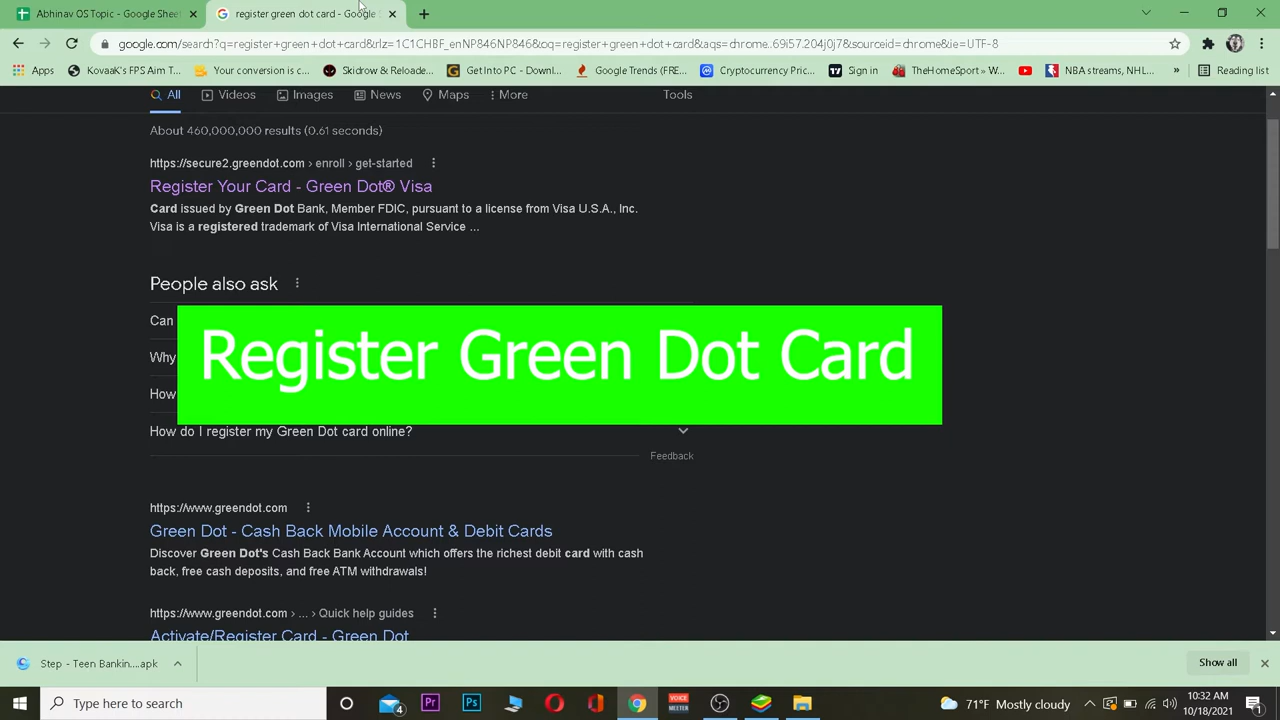 Abhinav OS Topic - Google Sheet
register green dot card - Google
google.com/search?q=register+green+dot+card&rlz=1C1CHBF_enNP846NP846&oq=register+green+dot+card&aqs=chrome..69i57.204j0j7&sourceid=chrome&ie=UTF-8
Apps KovaaK's FPS Aim T... Your conversion is c... Skidrow & Reloade... Get Into PC - Downl... Google Trends (FRE... Cryptocurrency Pric... Sign in TheHomeSport » W... NBA streams, NHL... » Reading list
All Videos Images News Maps More Tools
About 460,000,000 results (0.61 seconds)
https://secure2.greendot.com › enroll › get-started
Register Your Card - Green Dot® Visa
Card issued by Green Dot Bank, Member FDIC, pursuant to a license from Visa U.S.A., Inc.
Visa is a registered trademark of Visa International Service ...
People also ask
Can
Why
How
Register Green Dot Card
How do I register my Green Dot card online?
Feedback
https://www.greendot.com
Green Dot - Cash Back Mobile Account & Debit Cards
Discover Green Dot's Cash Back Bank Account which offers the richest debit card with cash
back, free cash deposits, and free ATM withdrawals!
https://www.greendot.com › ... › Quick help guides
Activate/Register Card - Green Dot
Step - Teen Bankin....apk
Show all
Type here to search
4
Pr
Ps
VOICE
MEETER
71°F Mostly cloudy
10:32 AM
10/18/2021
1